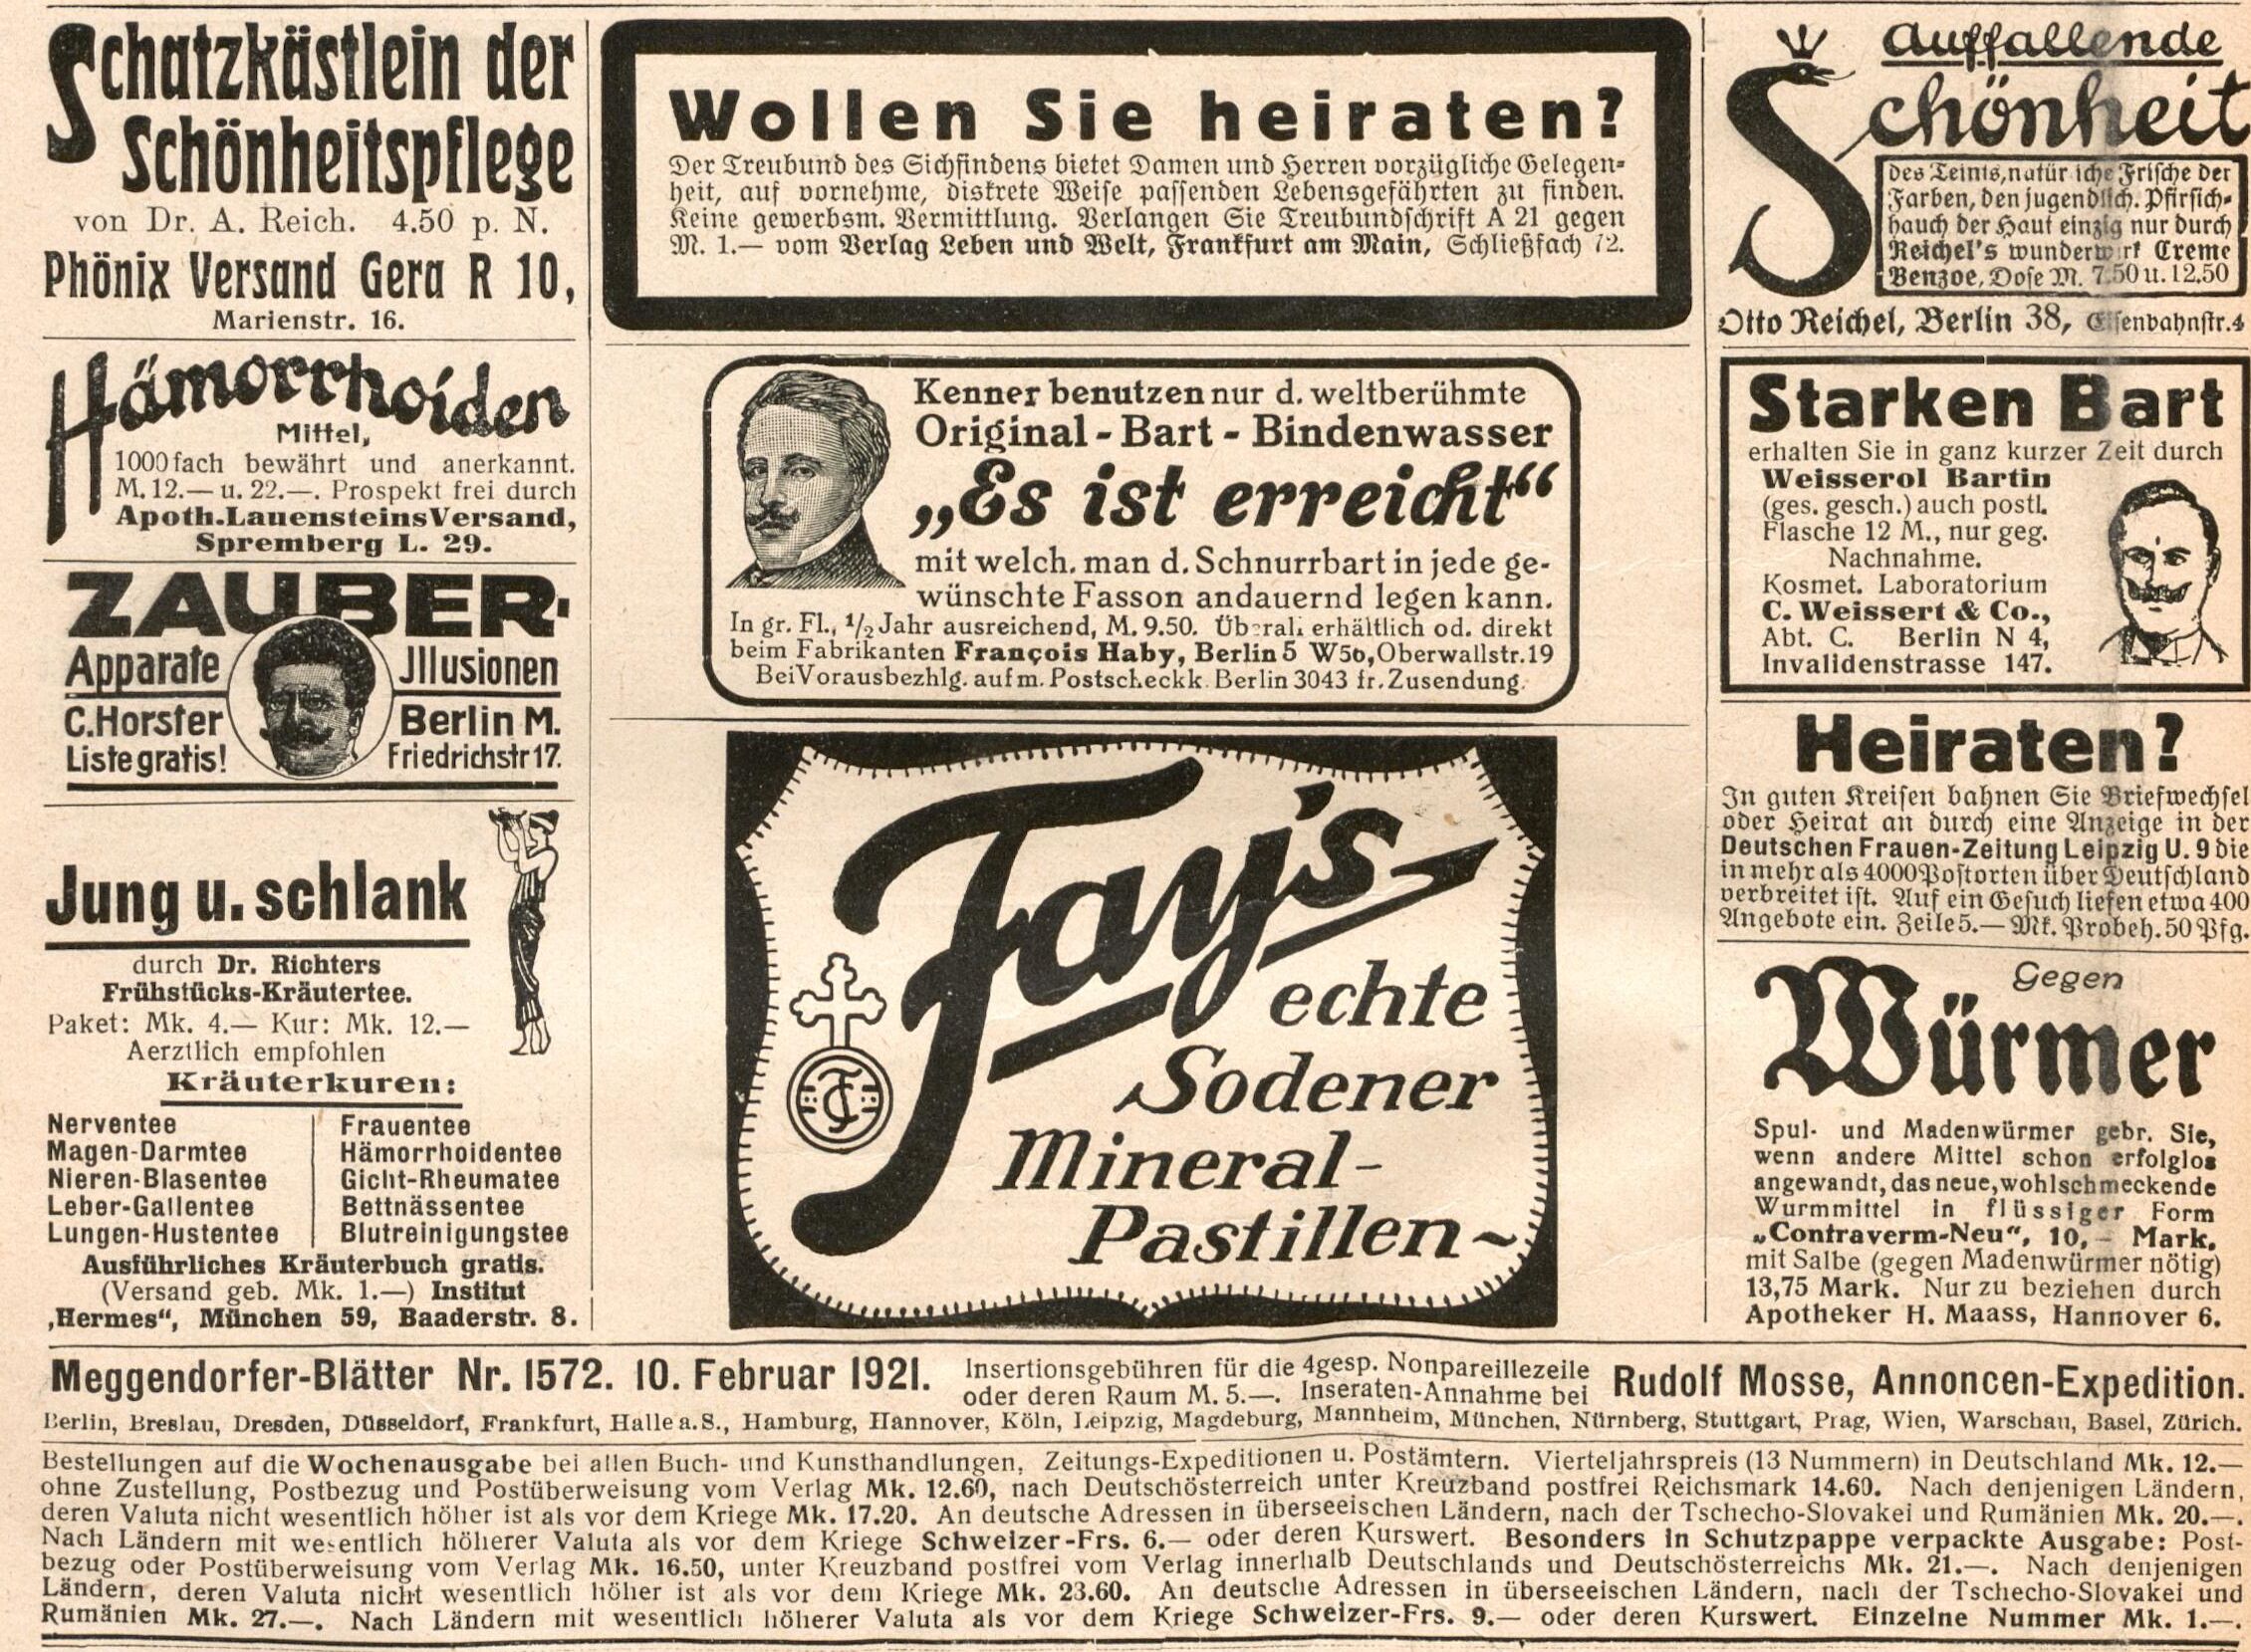 Schatzkästlein der
Schönheitspflege
von Dr. A. Reich. 4.50 p. N.
Phönix Versand Gera R 10,
Marienstr. 16.
Hämorrhoiden
Mittel,
1000fach bewährt und anerkannt.
M. 12.— u. 22.—. Prospekt frei durch
Apoth. Lauensteins Versand,
Spremberg L. 29.
ZAUBER-
Apparate Jllusionen
C. Horster Berlin M.
Liste gratis! Friedrichstr 17.
Jung u. schlank
durch Dr. Richters
Frühstücks-Kräutertee.
Paket: Mk. 4.— Kur: Mk. 12.—
Aerztlich empfohlen
Kräuterkuren:
Nerventee Frauentee
Magen-Darmtee Hämorrhoidentee
Nieren-Blasentee Gicht-Rheumatee
Leber-Gallentee Bettnässentee
Lungen-Hustentee Blutreinigungstee
Ausführliches Kräuterbuch gratis.
(Versand geb. Mk. 1.—) Institut
„Hermes“, München 59, Baaderstr. 8.
Wollen Sie heiraten?
Der Treubund des Sichfindens bietet Damen und Herren vorzügliche Gelegen-
heit, auf vornehme, diskrete Weise passenden Lebensgefährten zu finden.
Keine gewerbsm. Vermittlung. Verlangen Sie Treubundschrift A 21 gegen
M. 1.— vom Verlag Leben und Welt, Frankfurt am Main, Schließfach 72.
Kenner benutzen nur d. weltberühmte
Original-Bart-Bindenwasser
„Es ist erreicht“
mit welch. man d. Schnurrbart in jede ge-
wünschte Fasson andauernd legen kann.
In gr. Fl., 1/2 Jahr ausreichend, M. 9.50. Überall erhältlich od. direkt
beim Fabrikanten François Haby, Berlin 5 W56, Oberwallstr. 19
Bei Vorausbezhlg. auf m. Postscheckk. Berlin 3043 fr. Zusendung.
Fay's
echte
Sodener
Mineral-
Pastillen
Auffallende
Schönheit
des Teints, natürliche Frische der
Farben, den jugendlich. Pfirsich-
hauch der Haut einzig nur durch
Reichel's wunderwirk Creme
Benzoe, Dose M. 7.50 u. 12.50
Otto Reichel, Berlin 38, Eisenbahnstr. 4
Starken Bart
erhalten Sie in ganz kurzer Zeit durch
Weisserol Bartin
(ges. gesch.) auch postl.
Flasche 12 M., nur geg.
Nachnahme.
Kosmet. Laboratorium
C. Weissert & Co.,
Abt. C. Berlin N 4,
Invalidenstrasse 147.
Heiraten?
In guten Kreisen bahnen Sie Briefwechsel
oder Heirat an durch eine Anzeige in der
Deutschen Frauen-Zeitung Leipzig U. 9 die
in mehr als 4000 Postorten über Deutschland
verbreitet ist. Auf ein Gesuch liefen etwa 400
Angebote ein. Zeile 5.— Mk. Probeh. 50 Pfg.
Gegen
Würmer
Spul- und Madenwürmer gebr. Sie,
wenn andere Mittel schon erfolglos
angewandt, das neue, wohlschmeckende
Wurmmittel in flüssiger Form
„Contraverm-Neu“, 10,— Mark,
mit Salbe (gegen Madenwürmer nötig)
13,75 Mark. Nur zu beziehen durch
Apotheker H. Maass, Hannover 6.
Meggendorfer-Blätter Nr. 1572. 10. Februar 1921.
Insertionsgebühren für die 4gesp. Nonpareillezeile
oder deren Raum M. 5.—. Inseraten-Annahme bei
Rudolf Mosse, Annoncen-Expedition.
Berlin, Breslau, Dresden, Düsseldorf, Frankfurt, Halle a. S., Hamburg, Hannover, Köln, Leipzig, Magdeburg, Mannheim, München, Nürnberg, Stuttgart, Prag, Wien, Warschau, Basel, Zürich.
Bestellungen auf die Wochenausgabe bei allen Buch- und Kunsthandlungen, Zeitungs-Expeditionen u. Postämtern. Vierteljahrspreis (13 Nummern) in Deutschland Mk. 12.—
ohne Zustellung, Postbezug und Postüberweisung vom Verlag Mk. 12.60, nach Deutschösterreich unter Kreuzband postfrei Reichsmark 14.60. Nach denjenigen Ländern,
deren Valuta nicht wesentlich höher ist als vor dem Kriege Mk. 17.20. An deutsche Adressen in überseeischen Ländern, nach der Tschecho-Slovakei und Rumänien Mk. 20.—.
Nach Ländern mit wesentlich höherer Valuta als vor dem Kriege Schweizer-Frs. 6.— oder deren Kurswert. Besonders in Schutzpappe verpackte Ausgabe: Post-
bezug oder Postüberweisung vom Verlag Mk. 16.50, unter Kreuzband postfrei vom Verlag innerhalb Deutschlands und Deutschösterreichs Mk. 21.—. Nach denjenigen
Ländern, deren Valuta nicht wesentlich höher ist als vor dem Kriege Mk. 23.60. An deutsche Adressen in überseeischen Ländern, nach der Tschecho-Slovakei und
Rumänien Mk. 27.—. Nach Ländern mit wesentlich höherer Valuta als vor dem Kriege Schweizer-Frs. 9.— oder deren Kurswert. Einzelne Nummer Mk. 1.—.